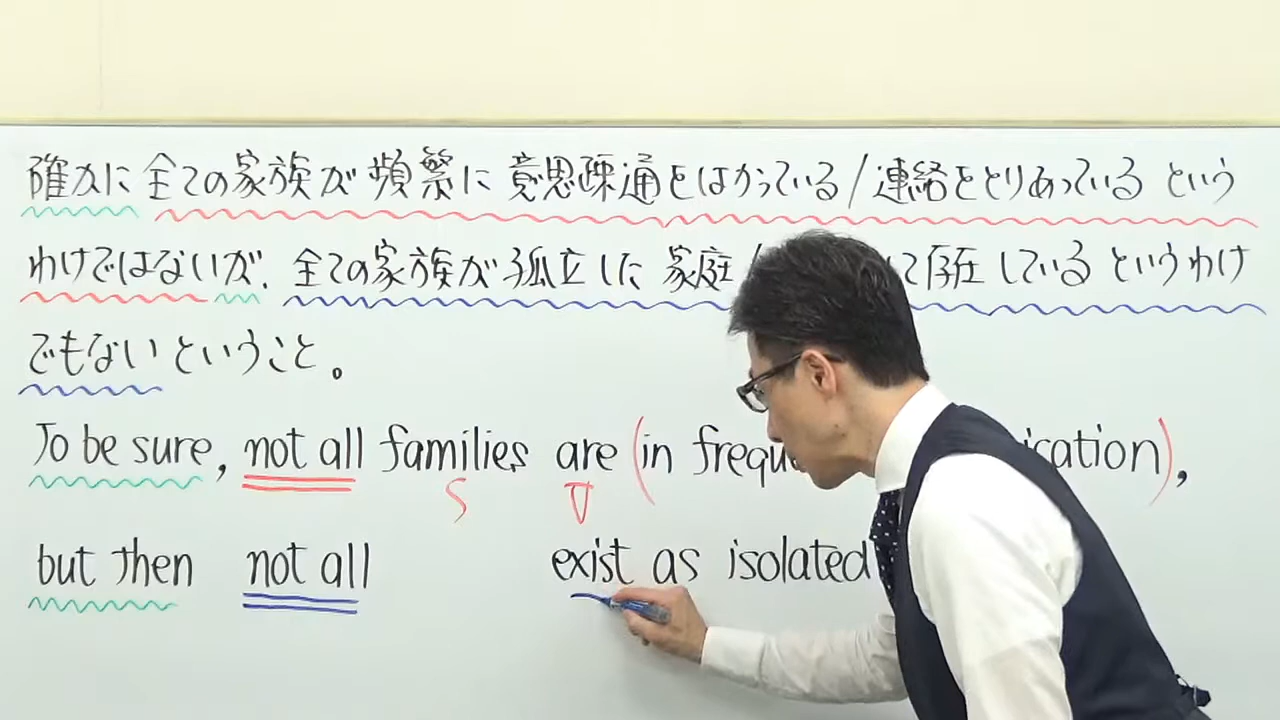 確かに 全ての家族が 頻繁に 意思疎通をはかっている/連絡をとりあっている という
わけではないが、全ての家族が孤立した 家庭 て存在 している というわけ
でもない ということ。
To be sure, not all families are (in ication),
S V
but then not all exist as isolated